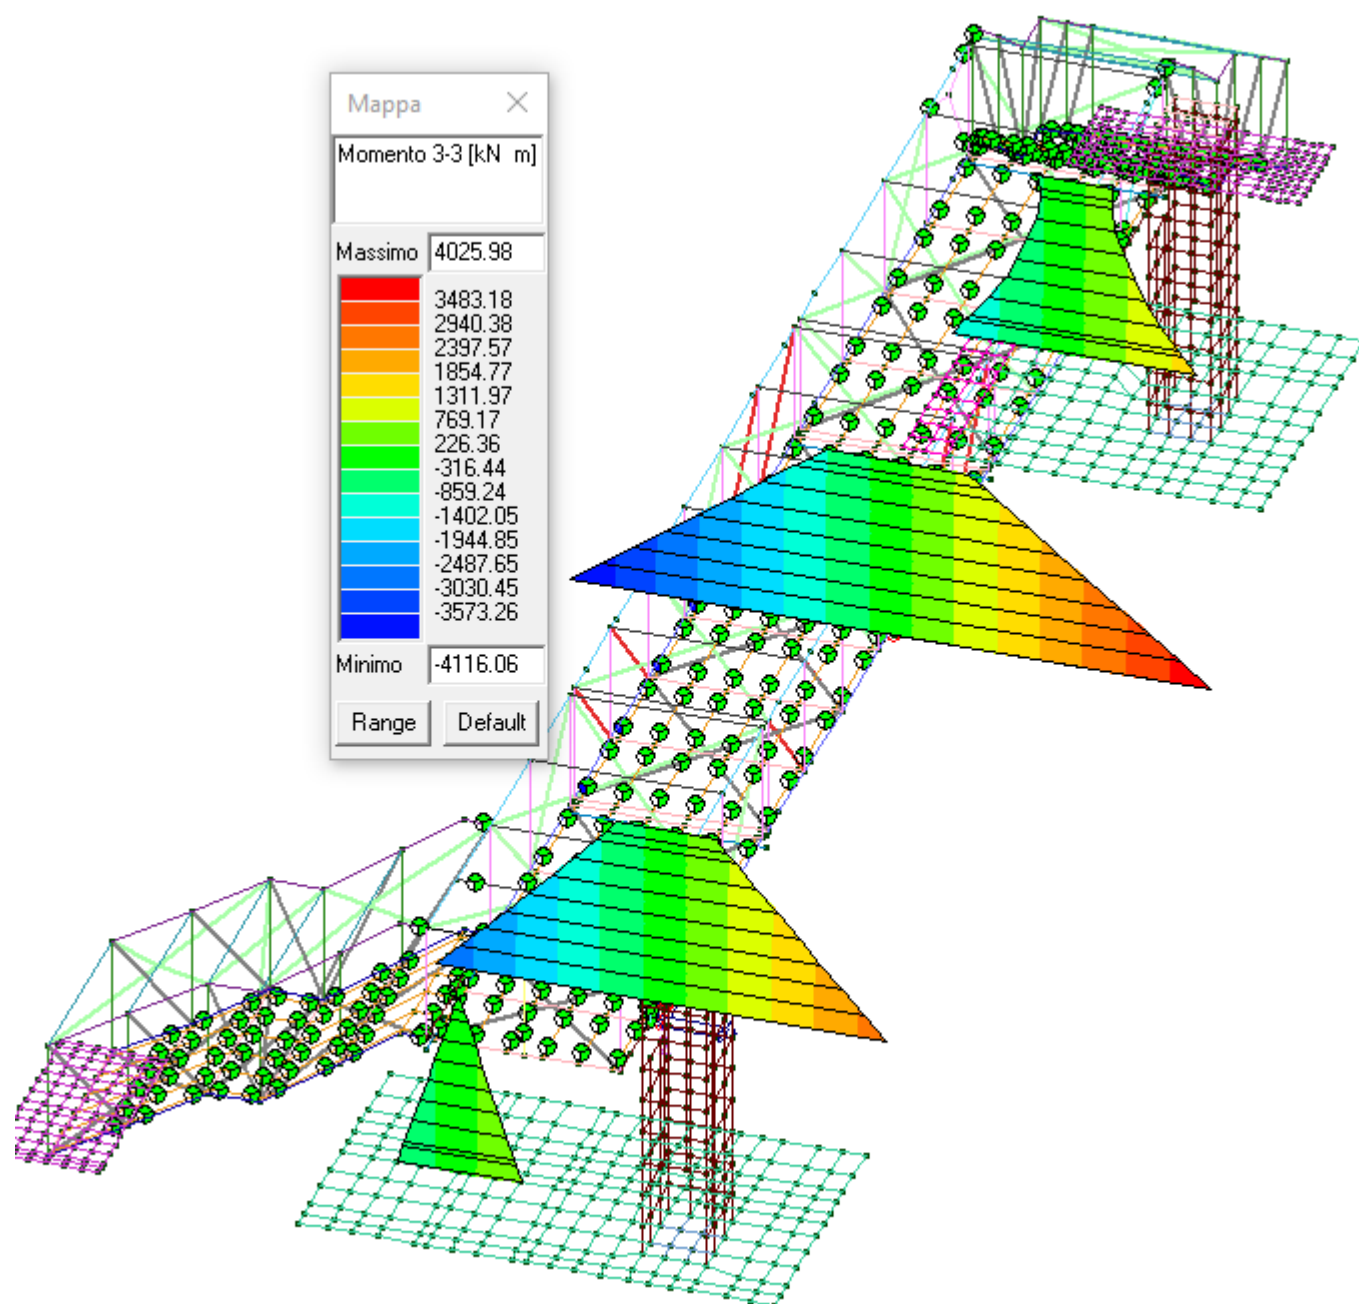 Mappa
Momento 3-3 [kN m]
Massimo 4025.98
3483.18
2940.38
2397.57
1854.77
1311.97
769.17
226.36
-316.44
-859.24
-1402.05
-1944.85
-2487.65
-3030.45
-3573.26
Minimo -4116.06
Range Default